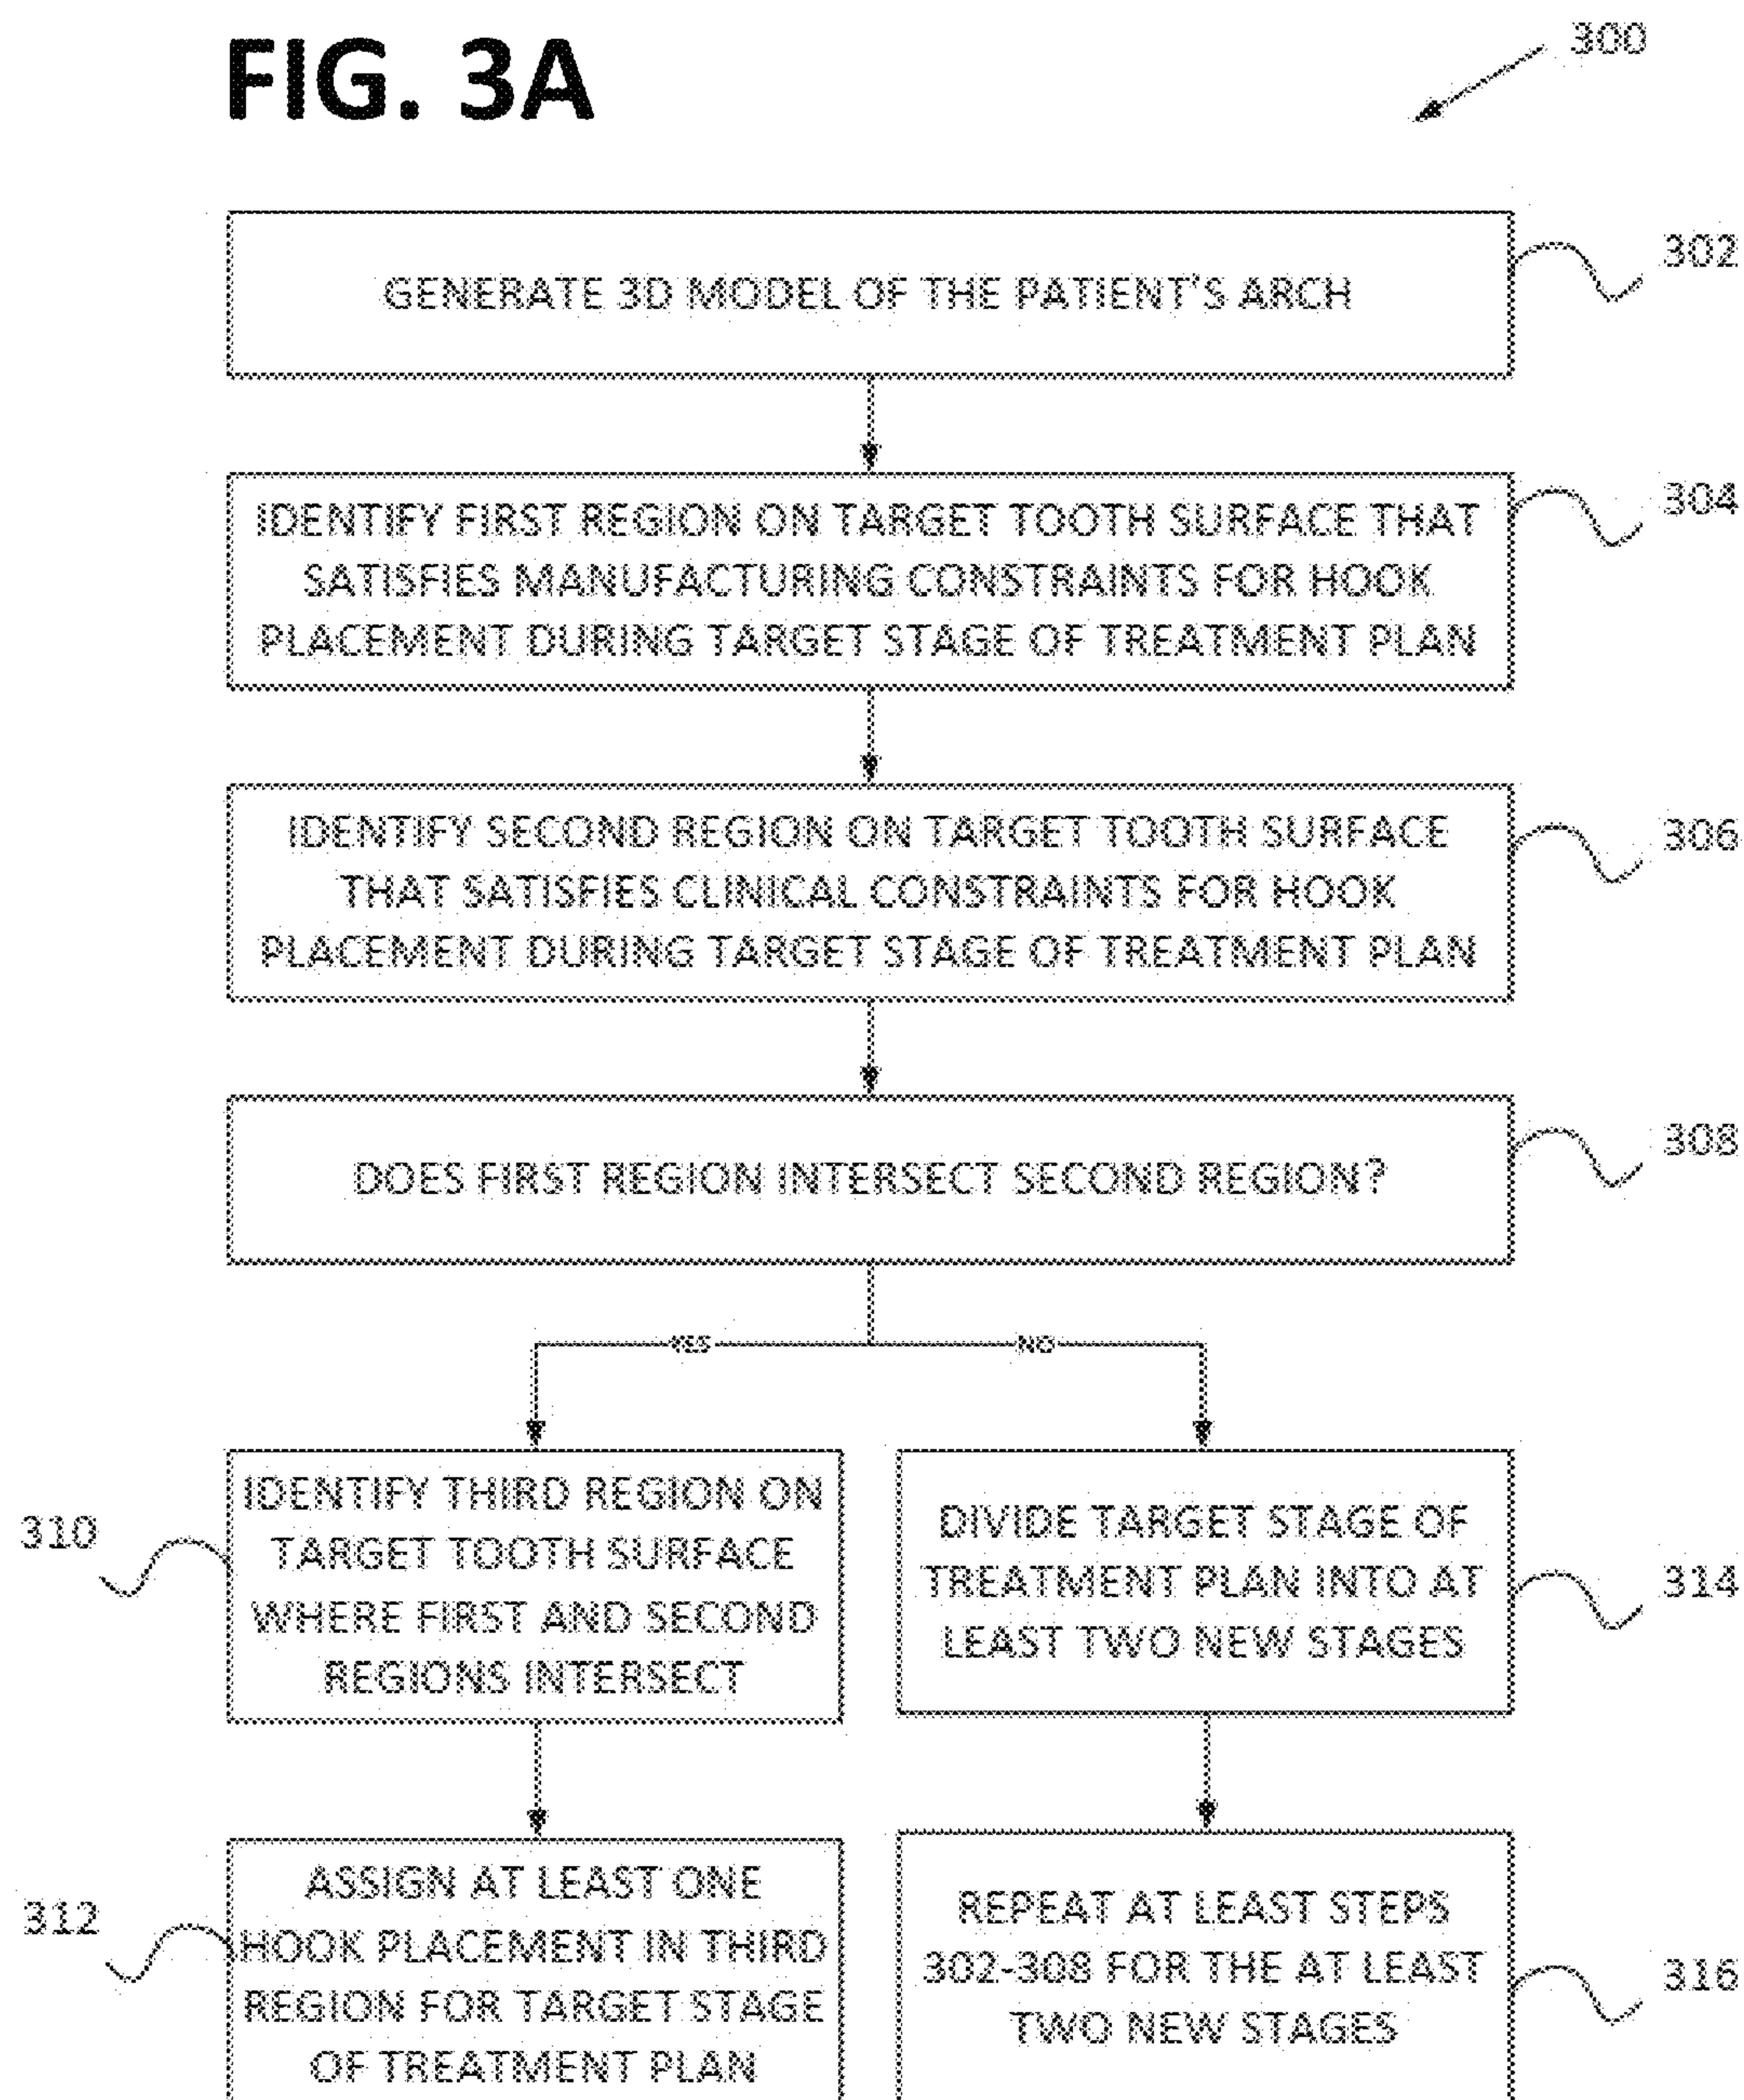 FIG. 3A
300
GENERATE 3D MODEL OF THE PATIENT'S ARCH
302
IDENTIFY FIRST REGION ON TARGET TOOTH SURFACE THAT
SATISFIES MANUFACTURING CONSTRAINTS FOR HOOK
PLACEMENT DURING TARGET STAGE OF TREATMENT PLAN
304
IDENTIFY SECOND REGION ON TARGET TOOTH SURFACE
THAT SATISFIES CLINICAL CONSTRAINTS FOR HOOK
PLACEMENT DURING TARGET STAGE OF TREATMENT PLAN
306
DOES FIRST REGION INTERSECT SECOND REGION?
308
YES
NO
310
IDENTIFY THIRD REGION ON
TARGET TOOTH SURFACE
WHERE FIRST AND SECOND
REGIONS INTERSECT
DIVIDE TARGET STAGE OF
TREATMENT PLAN INTO AT
LEAST TWO NEW STAGES
314
312
ASSIGN AT LEAST ONE
HOOK PLACEMENT IN THIRD
REGION FOR TARGET STAGE
OF TREATMENT PLAN
REPEAT AT LEAST STEPS
302-308 FOR THE AT LEAST
TWO NEW STAGES
316